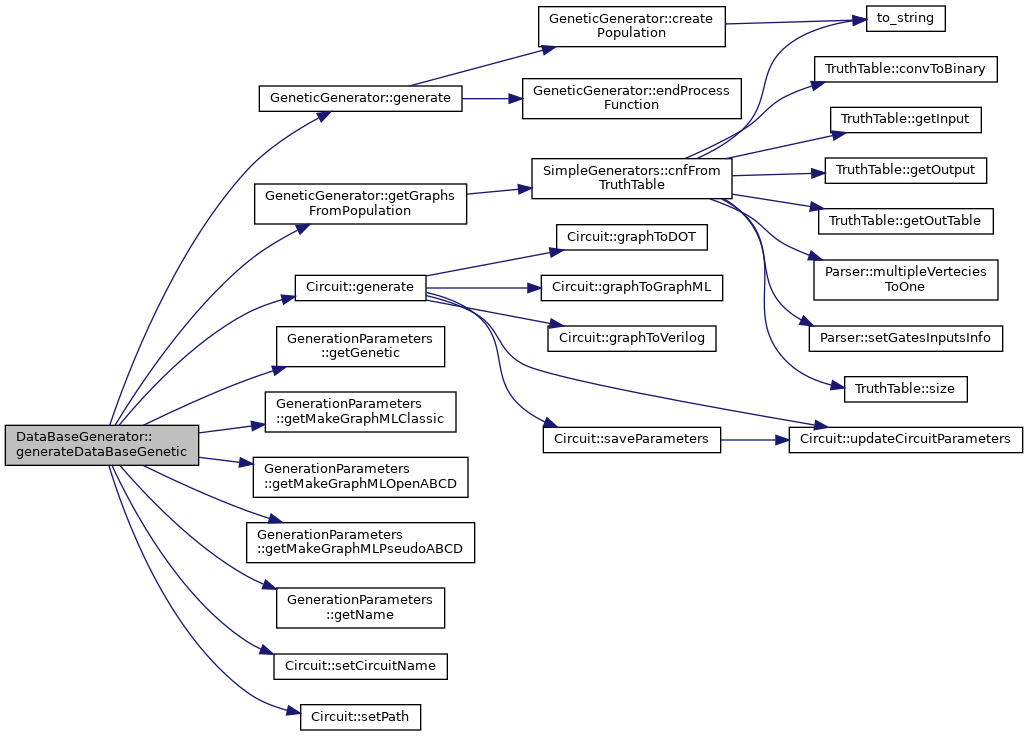 DataBaseGenerator::
generateDataBaseGenetic
GeneticGenerator::generate
GeneticGenerator::create
Population
to_string
GeneticGenerator::endProcess
Function
GeneticGenerator::getGraphs
FromPopulation
SimpleGenerators::cnfFrom
TruthTable
TruthTable::convToBinary
TruthTable::getInput
TruthTable::getOutput
TruthTable::getOutTable
Parser::multipleVertecies
ToOne
Parser::setGatesInputsInfo
TruthTable::size
Circuit::generate
Circuit::graphToDOT
Circuit::graphToGraphML
Circuit::graphToVerilog
Circuit::saveParameters
Circuit::updateCircuitParameters
GenerationParameters
::getGenetic
GenerationParameters
::getMakeGraphMLClassic
GenerationParameters
::getMakeGraphMLOpenABCD
GenerationParameters
::getMakeGraphMLPseudoABCD
GenerationParameters
::getName
Circuit::setCircuitName
Circuit::setPath